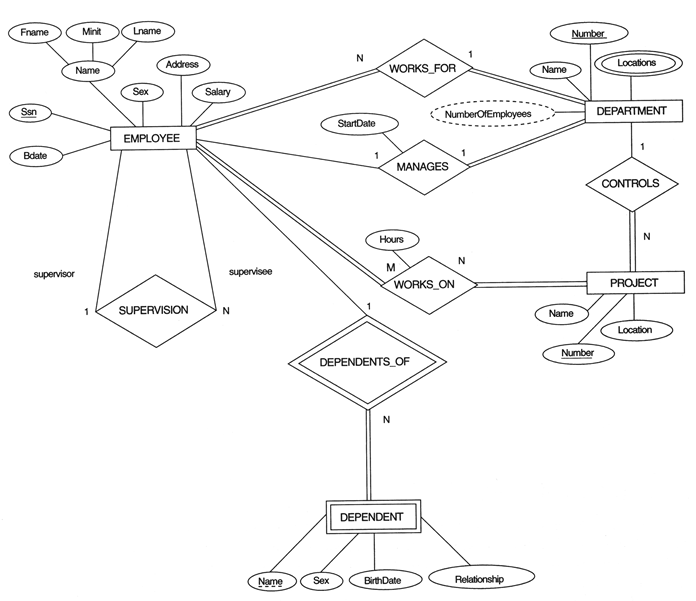 Fname
Minit
Lname
Name
Sex
Address
Salary
Ssn
Bdate
EMPLOYEE
N
WORKS_FOR
1
Number
Name
Locations
NumberOfEmployees
DEPARTMENT
StartDate
1
MANAGES
1
1
CONTROLS
N
supervisor
supervisee
1
SUPERVISION
N
Hours
M
WORKS_ON
N
PROJECT
Name
Number
Location
1
DEPENDENTS_OF
N
DEPENDENT
Name
Sex
BirthDate
Relationship